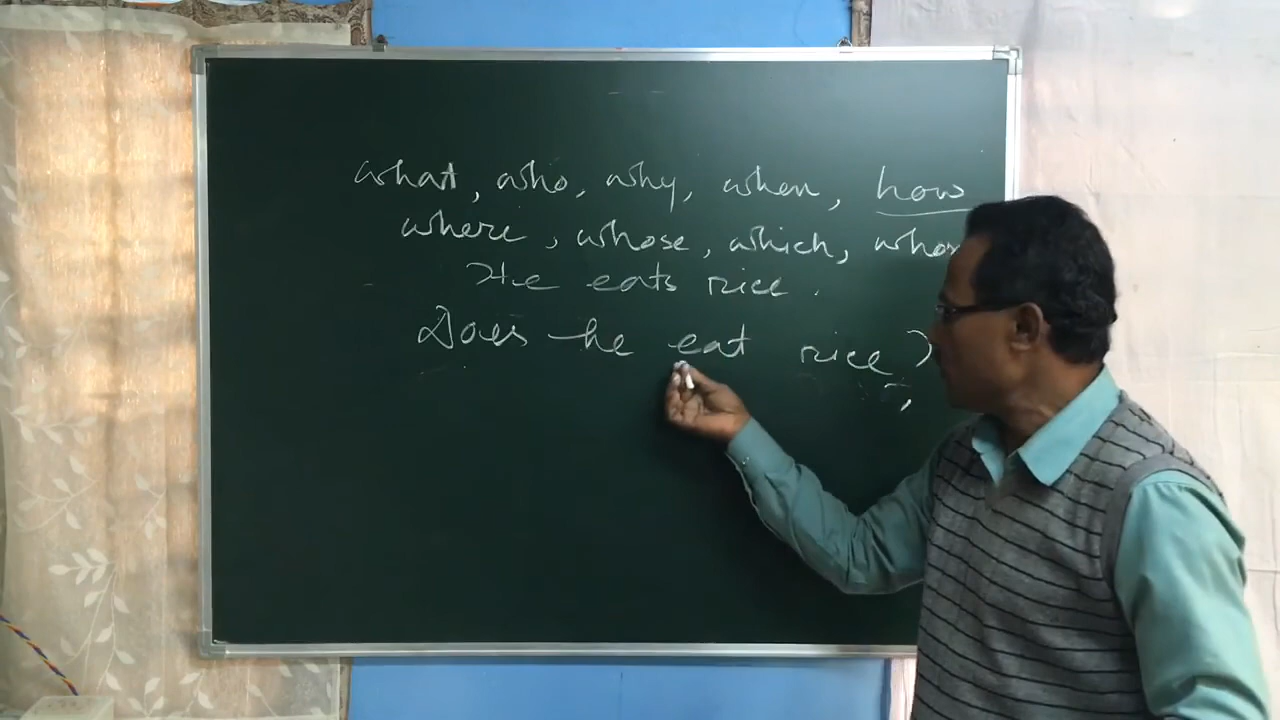 what, who, why, when, how
where, whose, which, whom
He eats rice.
Does he eat rice?